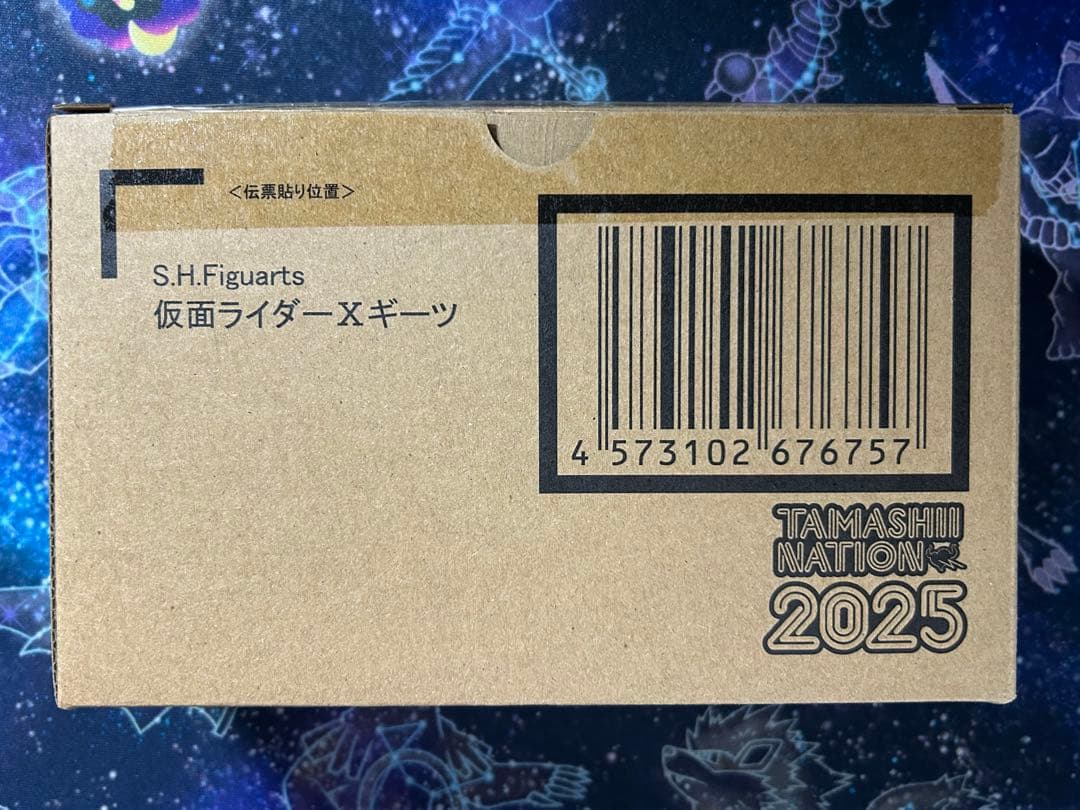 ＜伝票貼り位置＞
S.H.Figuarts
仮面ライダーXギーツ
4 573102 676757
TAMASHII
NATION
2025